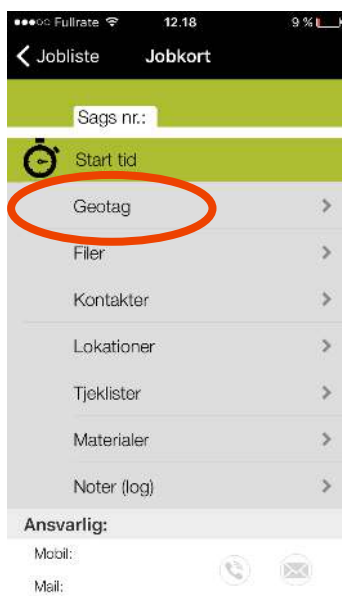 Fullrate 12.18 9 %
Jobliste Jobkort
Sags nr.:
Start tid
Geotag
Filer
Kontakter
Lokationer
Tjeklister
Materialer
Noter (log)
Ansvarlig:
Mobil:
Mail: